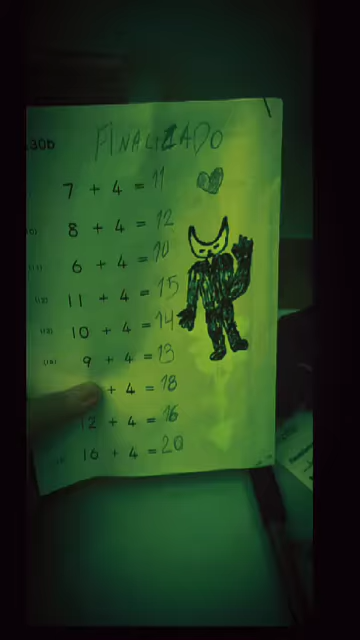 30b
FINALIZADO
7 + 4 = 11
8 + 4 = 12
6 + 4 = 10
11 + 4 = 15
10 + 4 = 14
9 + 4 = 13
+ 4 = 18
12 + 4 = 16
16 + 4 = 20